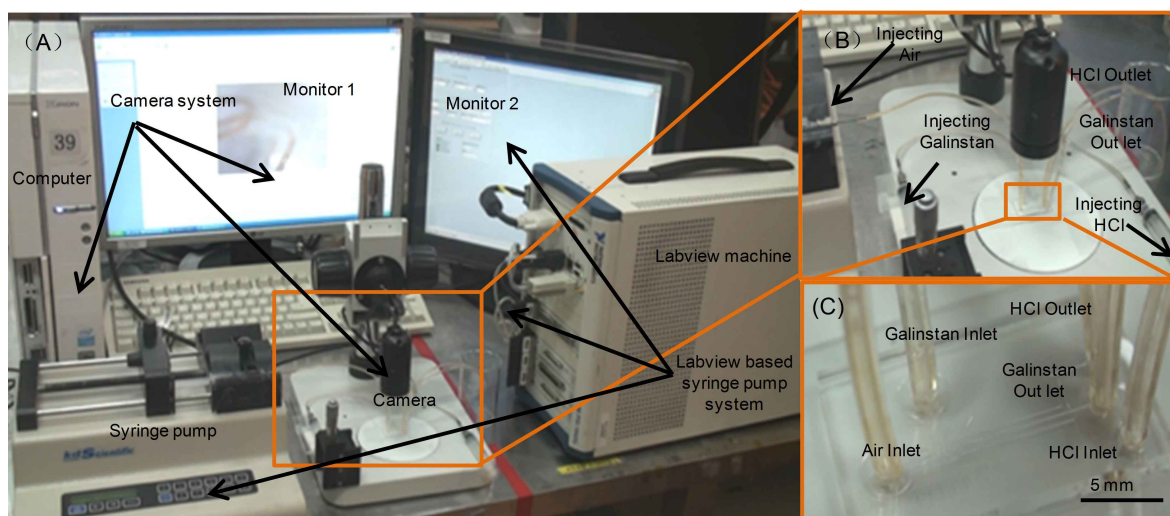 (A)
Camera system
Monitor 1
Monitor 2
39
Computer
Labview machine
Labview based
syringe pump
system
Camera
Syringe pump
kd Scientific
(B)
Injecting
Air
HCl Outlet
Injecting
Galinstan
Galinstan
Out let
Injecting
HCl
(C)
HCl Outlet
Galinstan Inlet
Galinstan
Out let
Air Inlet
HCl Inlet
5 mm